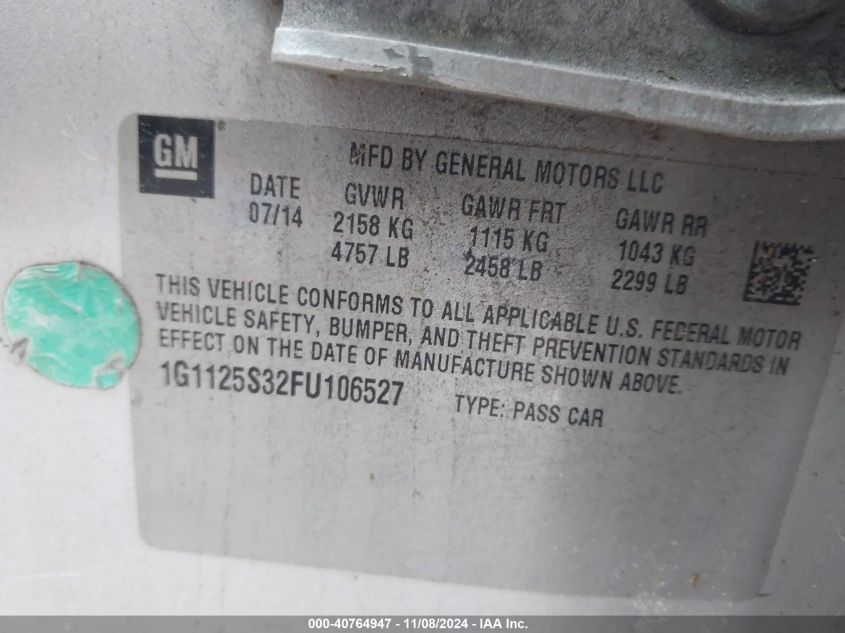 GM®
MFD BY GENERAL MOTORS LLC
DATE GVWR GAWR FRT GAWR RR
07/14 2158 KG 1115 KG 1043 KG
4757 LB 2458 LB 2299 LB
THIS VEHICLE CONFORMS TO ALL APPLICABLE U.S. FEDERAL MOTOR
VEHICLE SAFETY, BUMPER, AND THEFT PREVENTION STANDARDS IN
EFFECT ON THE DATE OF MANUFACTURE SHOWN ABOVE.
1G1125S32FU106527 TYPE: PASS CAR
000-40764947 - 11/08/2024 - IAA Inc.